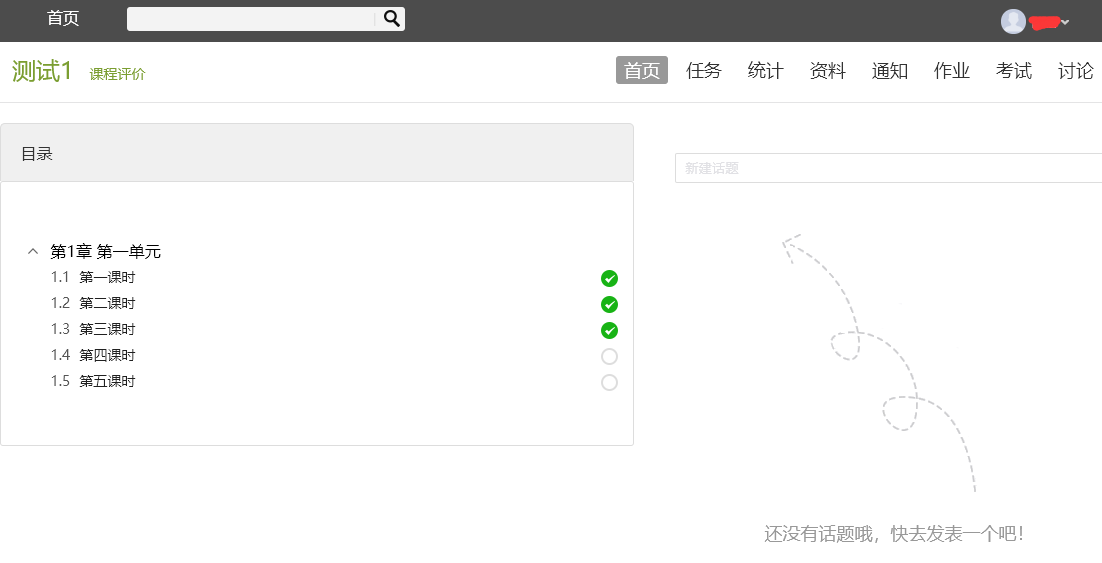 首页
测试1 课程评价
首页 任务 统计 资料 通知 作业 考试 讨论
目录
新建话题
第1章 第一单元
1.1 第一课时
1.2 第二课时
1.3 第三课时
1.4 第四课时
1.5 第五课时
还没有话题哦，快去发表一个吧！